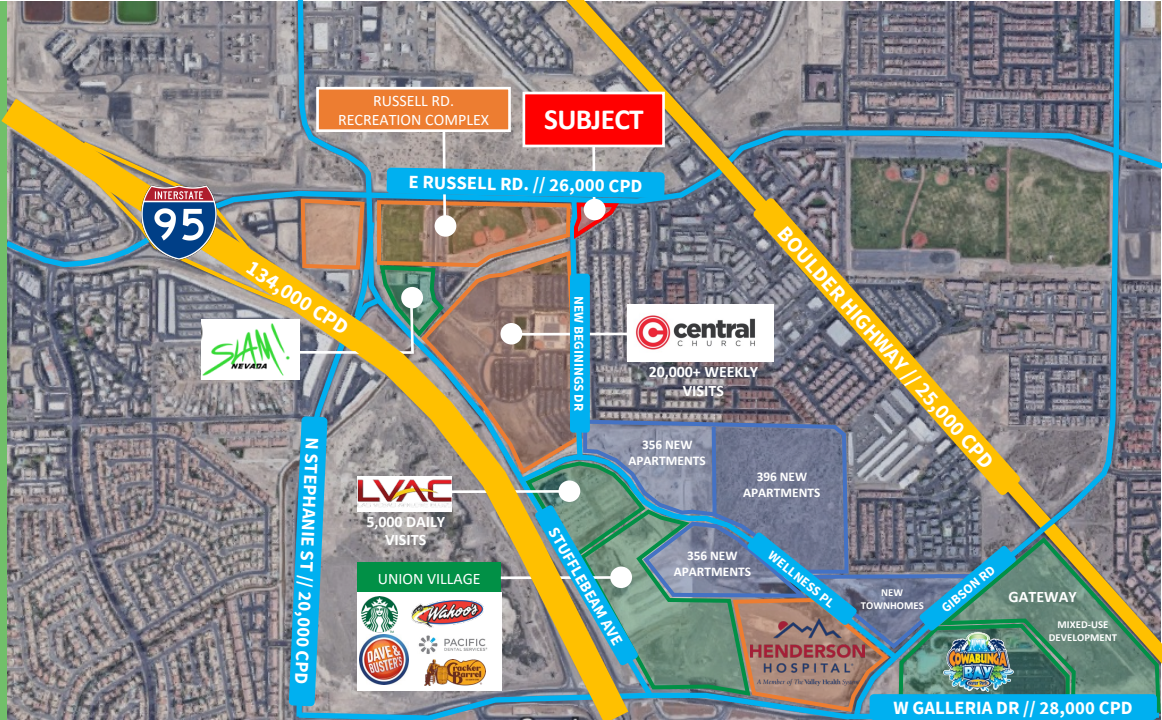 RUSSELL RD.
RECREATION COMPLEX
SUBJECT
E RUSSELL RD. // 26,000 CPD
INTERSTATE
95
134,000 CPD
BOULDER HIGHWAY // 25,000 CPD
SLAM!
NEVADA
NEW BEGININGS DR
central
CHURCH
20,000+ WEEKLY
VISITS
N STEPHANIE ST // 20,000 CPD
356 NEW
APARTMENTS
396 NEW
APARTMENTS
LVAC
5,000 DAILY
VISITS
STUFFLEBEAM AVE
356 NEW
APARTMENTS
WELLNESS PL
UNION VILLAGE
Wahoo's
PACIFIC
DENTAL SERVICES
DAVE &
BUSTER'S
Cracker
Barrel
NEW
TOWNHOMES
GIBSON RD
GATEWAY
MIXED-USE
DEVELOPMENT
HENDERSON
HOSPITAL
A Member of The Valley Health System
COWABUNGA
BAY
W GALLERIA DR // 28,000 CPD